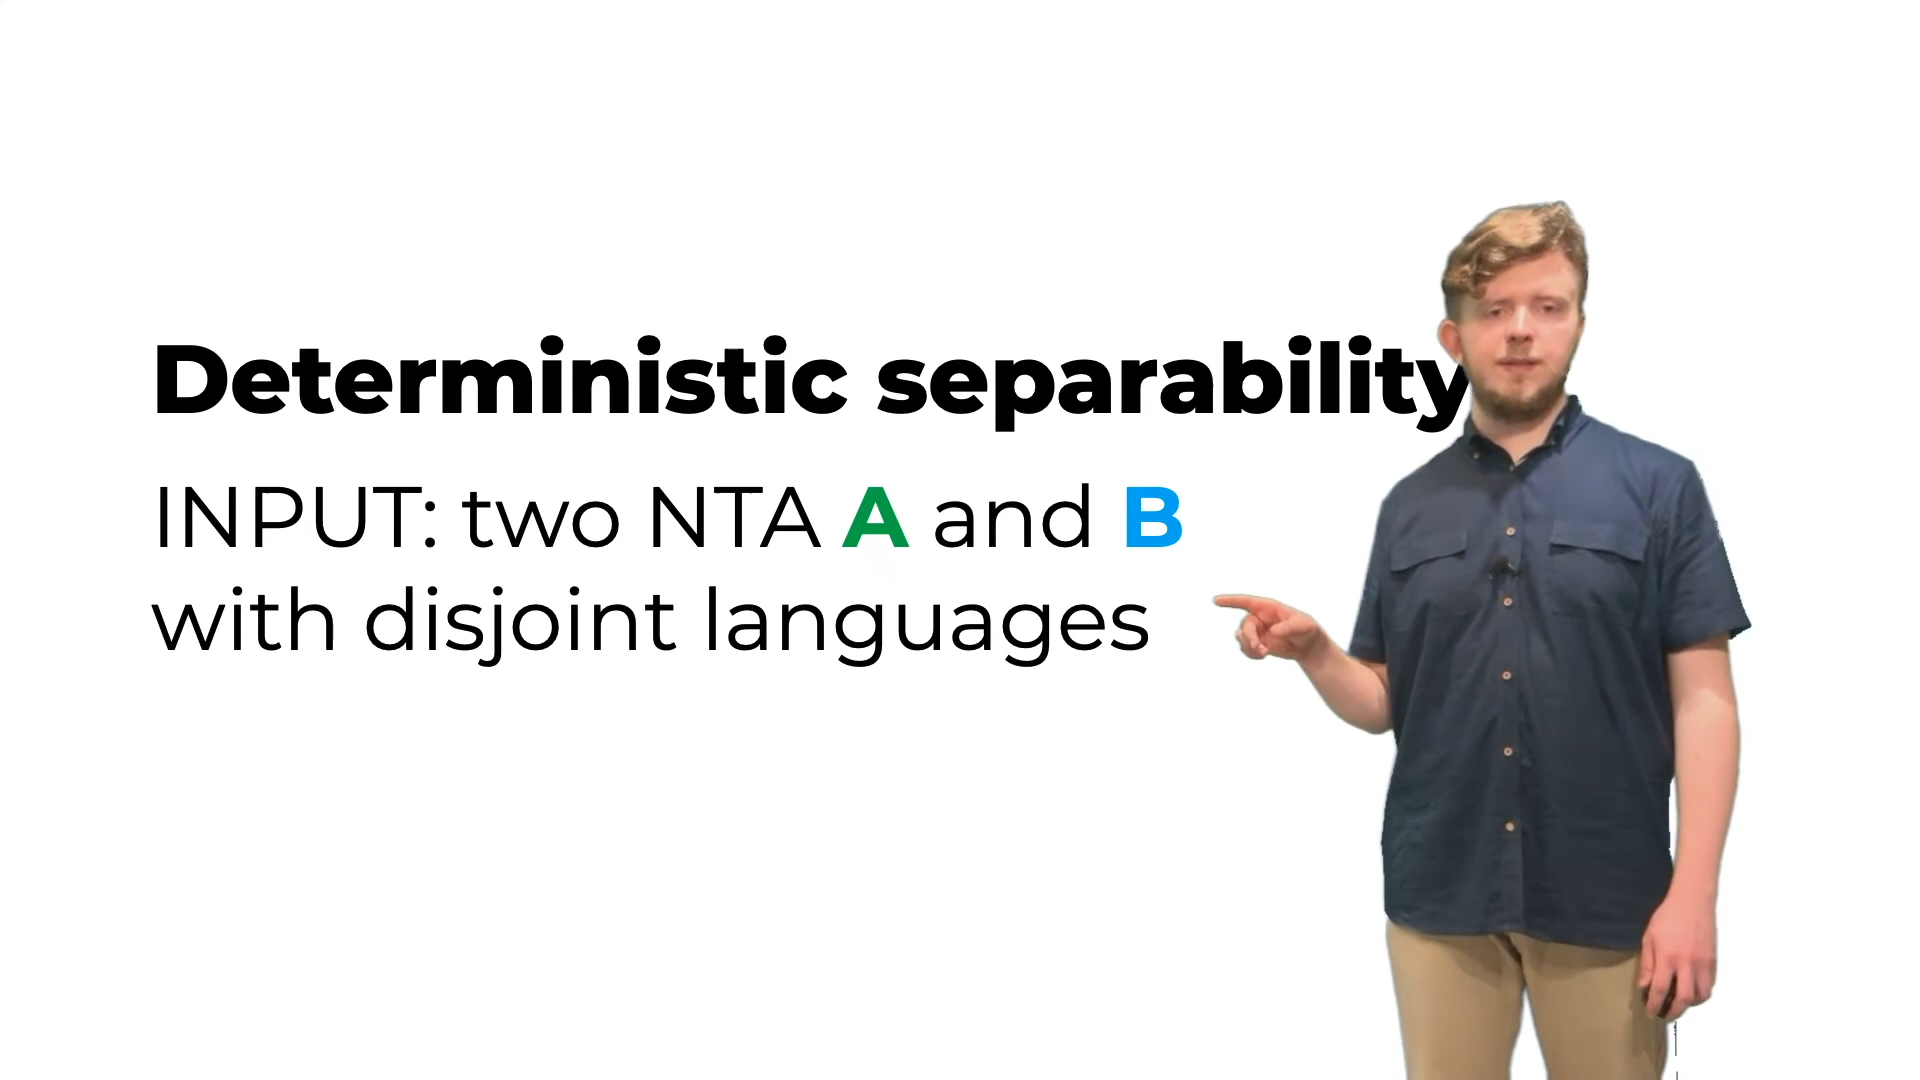 Deterministic separability
INPUT: two NTA A and B
with disjoint languages